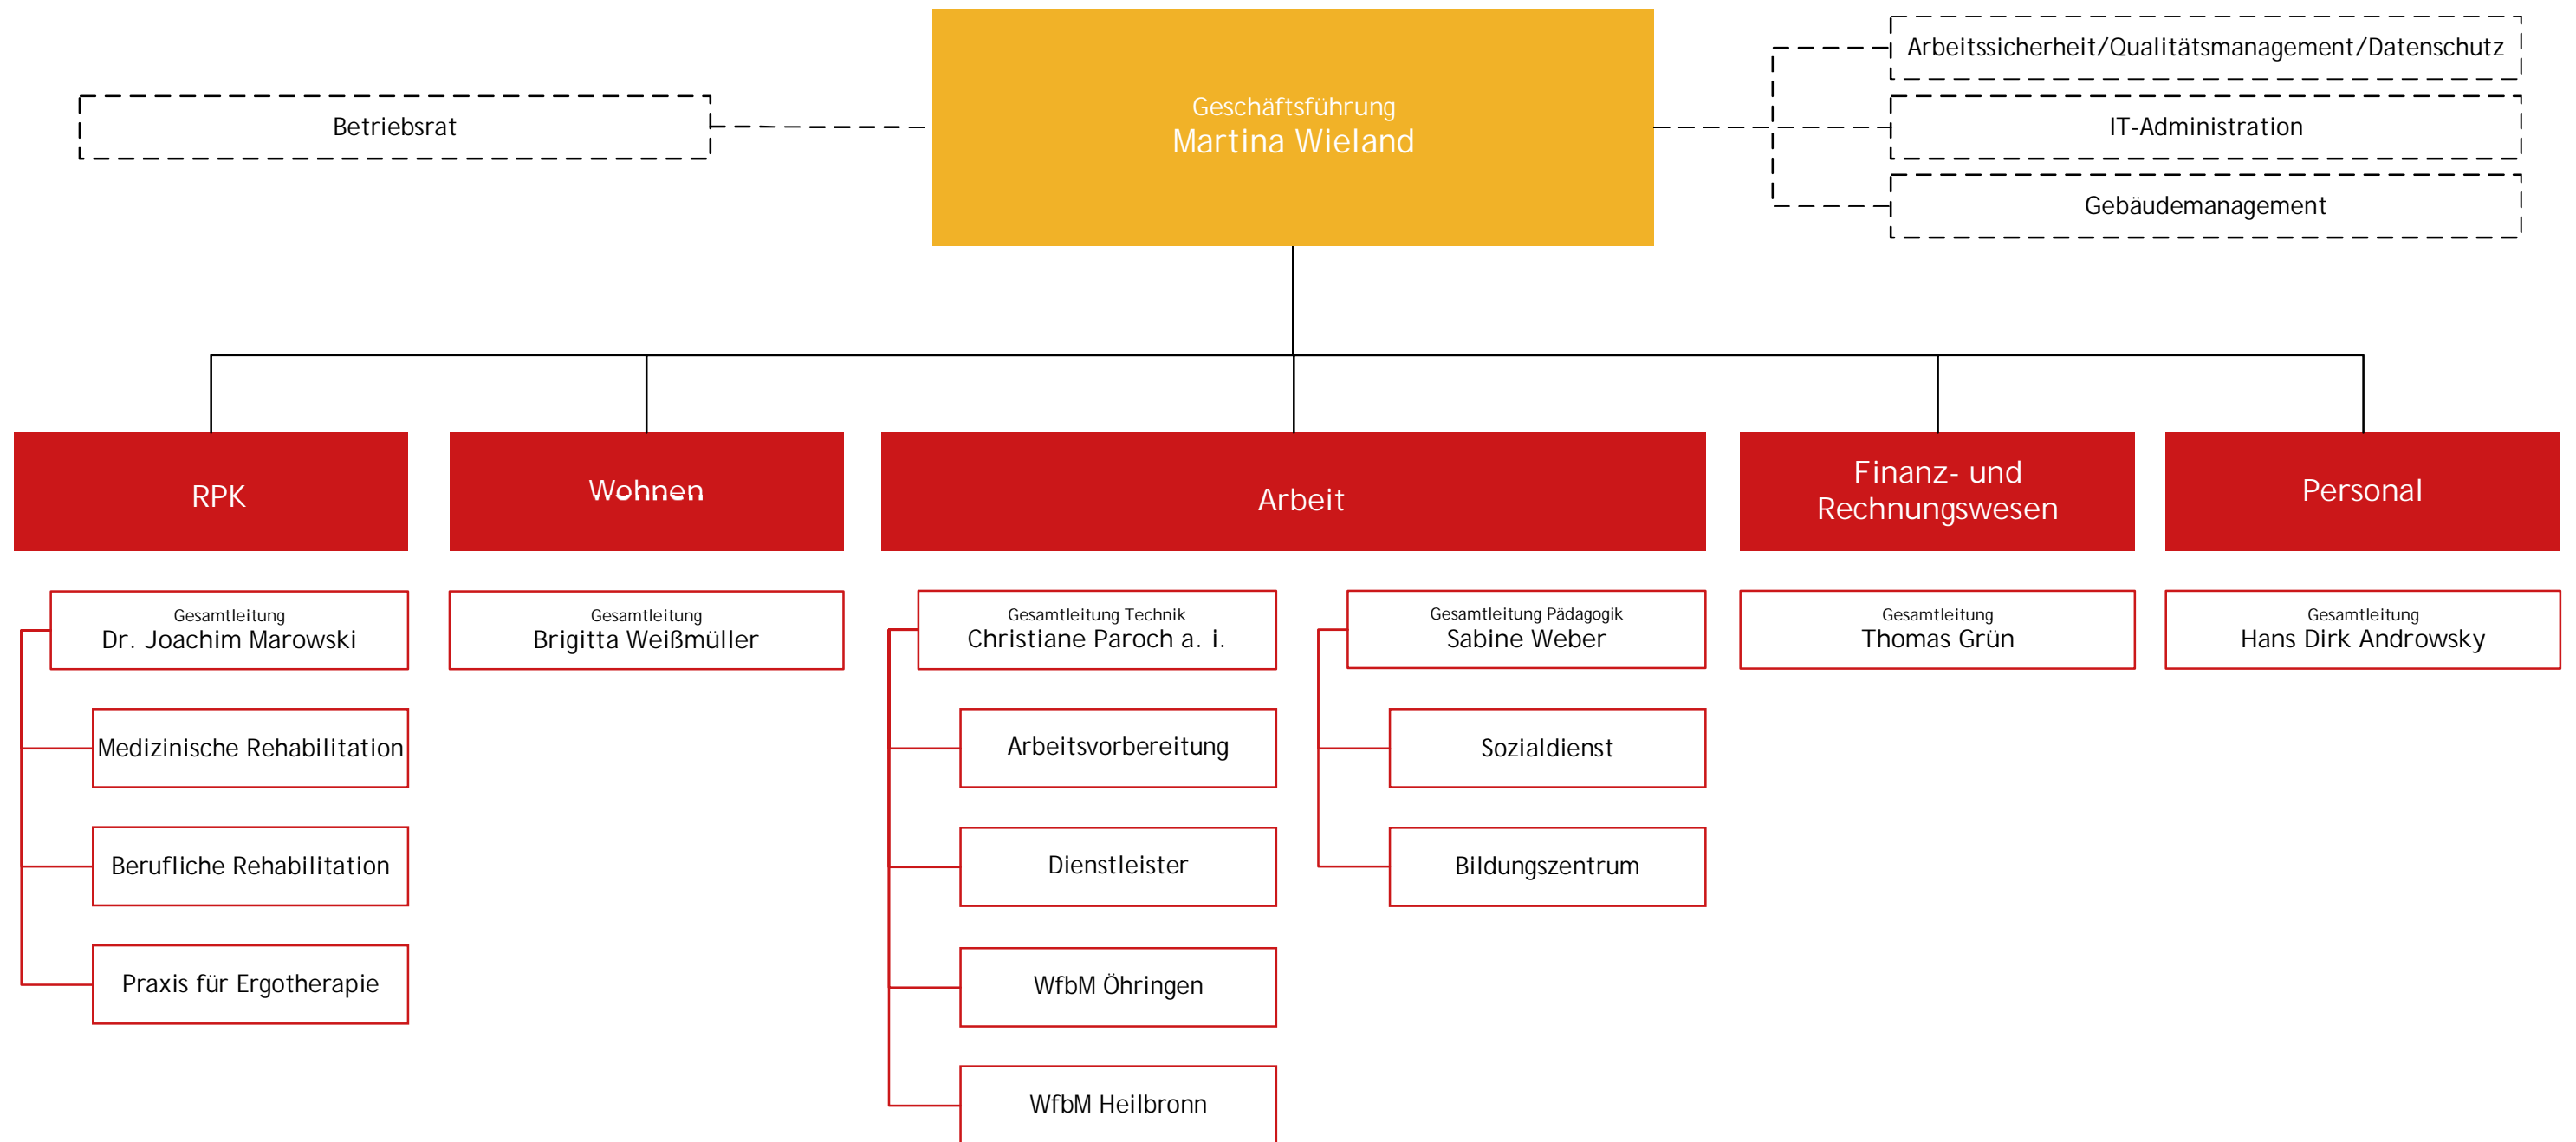 Betriebsrat
Geschäftsführung
Martina Wieland
Arbeitssicherheit/Qualitätsmanagement/Datenschutz
IT-Administration
Gebäudemanagement
RPK
Wohnen
Arbeit
Finanz- und
Rechnungswesen
Personal
Gesamtleitung
Dr. Joachim Marowski
Medizinische Rehabilitation
Berufliche Rehabilitation
Praxis für Ergotherapie
Gesamtleitung
Brigitta Weißmüller
Gesamtleitung Technik
Christiane Paroch a. i.
Arbeitsvorbereitung
Dienstleister
WfbM Öhringen
WfbM Heilbronn
Gesamtleitung Pädagogik
Sabine Weber
Sozialdienst
Bildungszentrum
Gesamtleitung
Thomas Grün
Gesamtleitung
Hans Dirk Androwsky